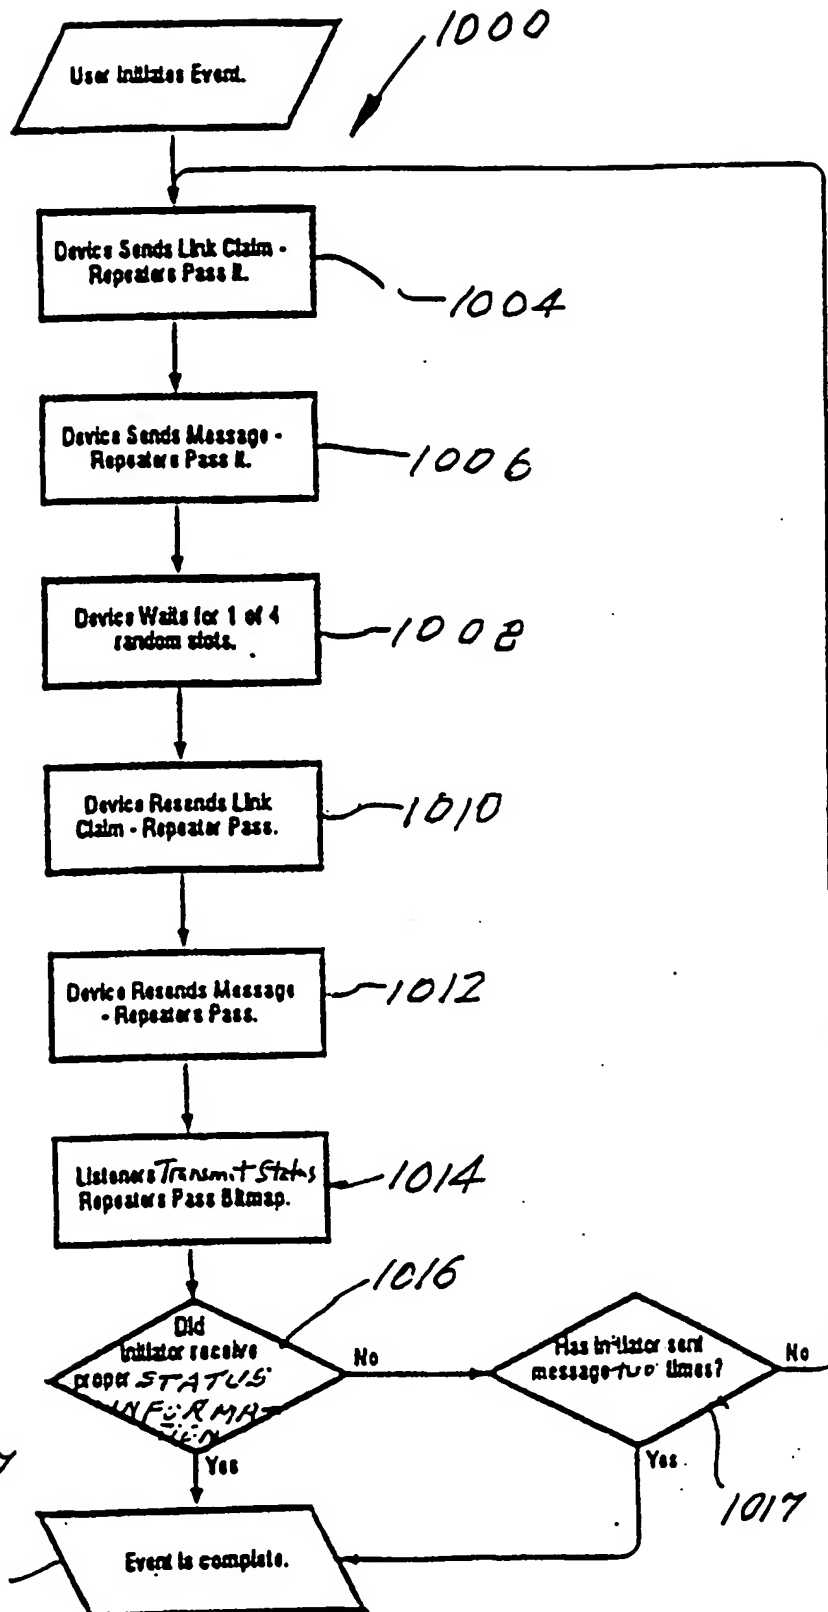 1000
User Initiates Event.
Device Sends Link Claim -
Repeaters Pass It.
1004
Device Sends Message -
Repeaters Pass It.
1006
Device Waits for 1 of 4
random slots.
1008
Device Resends Link
Claim - Repeater Pass.
1010
Device Resends Message
- Repeaters Pass.
1012
Listeners Transmit Status
Repeaters Pass Bitmap.
1014
1016
Did
Initiator receive
proper STATUS
INFORMAT
ION
No
Yes
Has initiator sent
message two times?
No
Yes
1017
Event is complete.